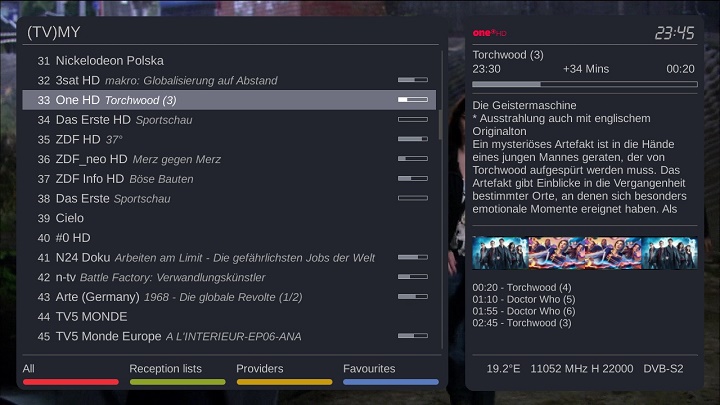 (TV)MY
31 Nickelodeon Polska
32 3sat HD makro: Globalisierung auf Abstand
33 One HD Torchwood (3)
34 Das Erste HD Sportschau
35 ZDF HD 37°
36 ZDF_neo HD Merz gegen Merz
37 ZDF Info HD Böse Bauten
38 Das Erste Sportschau
39 Cielo
40 #0 HD
41 N24 Doku Arbeiten am Limit - Die gefährlichsten Jobs der Welt
42 n-tv Battle Factory: Verwandlungskünstler
43 Arte (Germany) 1968 - Die globale Revolte (1/2)
44 TV5 MONDE
45 TV5 Monde Europe A L'INTERIEUR-EP06-ANA
All Reception lists Providers Favourites
one HD 23:45
Torchwood (3)
23:30 +34 Mins 00:20
Die Geistermaschine
* Ausstrahlung auch mit englischem
Originalton
Ein mysteriöses Artefakt ist in die Hände
eines jungen Mannes geraten, der von
Torchwood aufgespürt werden muss. Das
Artefakt gibt Einblicke in die Vergangenheit
bestimmter Orte, an denen sich besonders
emotionale Momente ereignet haben. Als
00:20 - Torchwood (4)
01:10 - Doctor Who (5)
01:55 - Doctor Who (6)
02:45 - Torchwood (3)
19.2°E 11052 MHz H 22000 DVB-S2